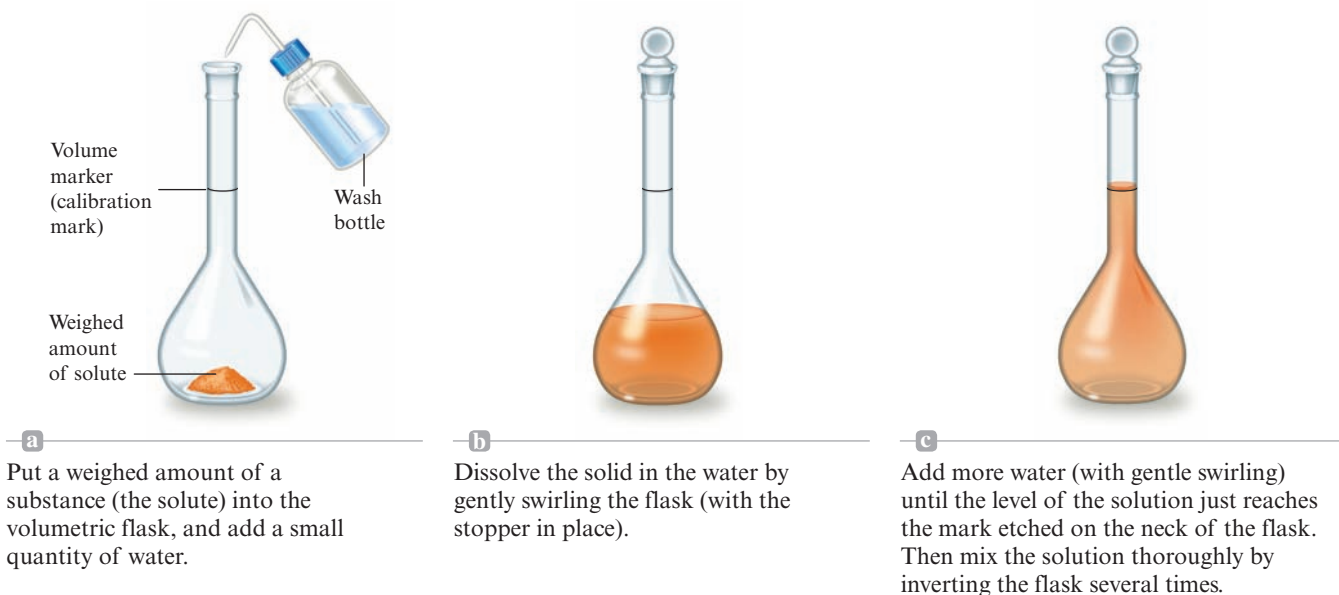 Volume
marker
(calibration
mark)
Wash
bottle
Weighed
amount
of solute
a
Put a weighed amount of a
substance (the solute) into the
volumetric flask, and add a small
quantity of water.
b
Dissolve the solid in the water by
gently swirling the flask (with the
stopper in place).
c
Add more water (with gentle swirling)
until the level of the solution just reaches
the mark etched on the neck of the flask.
Then mix the solution thoroughly by
inverting the flask several times.